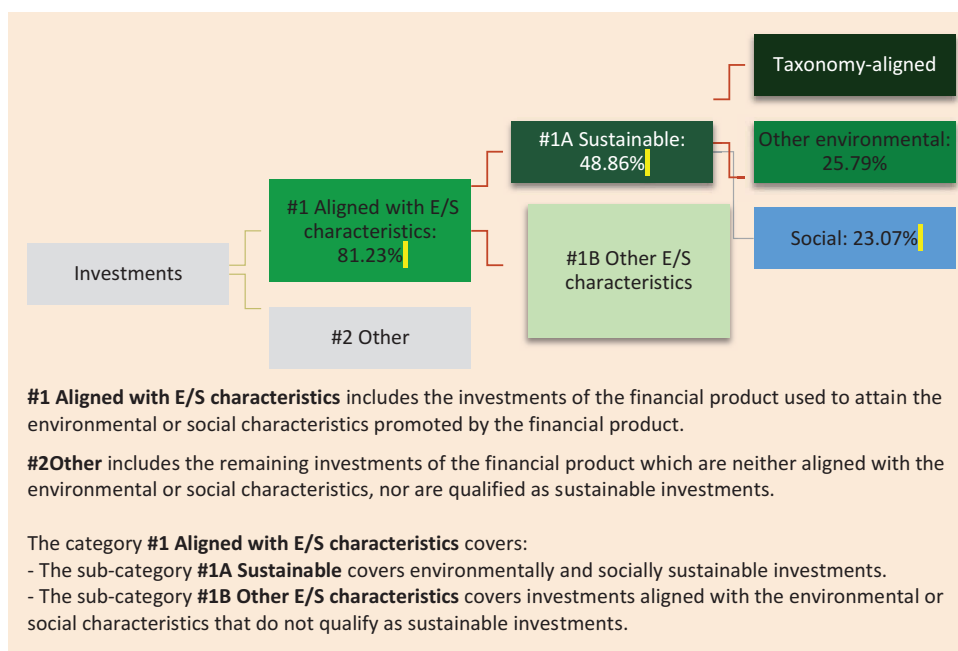 Taxonomy-aligned
#1A Sustainable:
48.86%
Other environmental:
25.79%
#1 Aligned with E/S
characteristics:
81.23%
Social: 23.07%
#1B Other E/S
characteristics
Investments
#2 Other
#1 Aligned with E/S characteristics includes the investments of the financial product used to attain the
environmental or social characteristics promoted by the financial product.
#2Other includes the remaining investments of the financial product which are neither aligned with the
environmental or social characteristics, nor are qualified as sustainable investments.
The category #1 Aligned with E/S characteristics covers:
- The sub-category #1A Sustainable covers environmentally and socially sustainable investments.
- The sub-category #1B Other E/S characteristics covers investments aligned with the environmental or
social characteristics that do not qualify as sustainable investments.